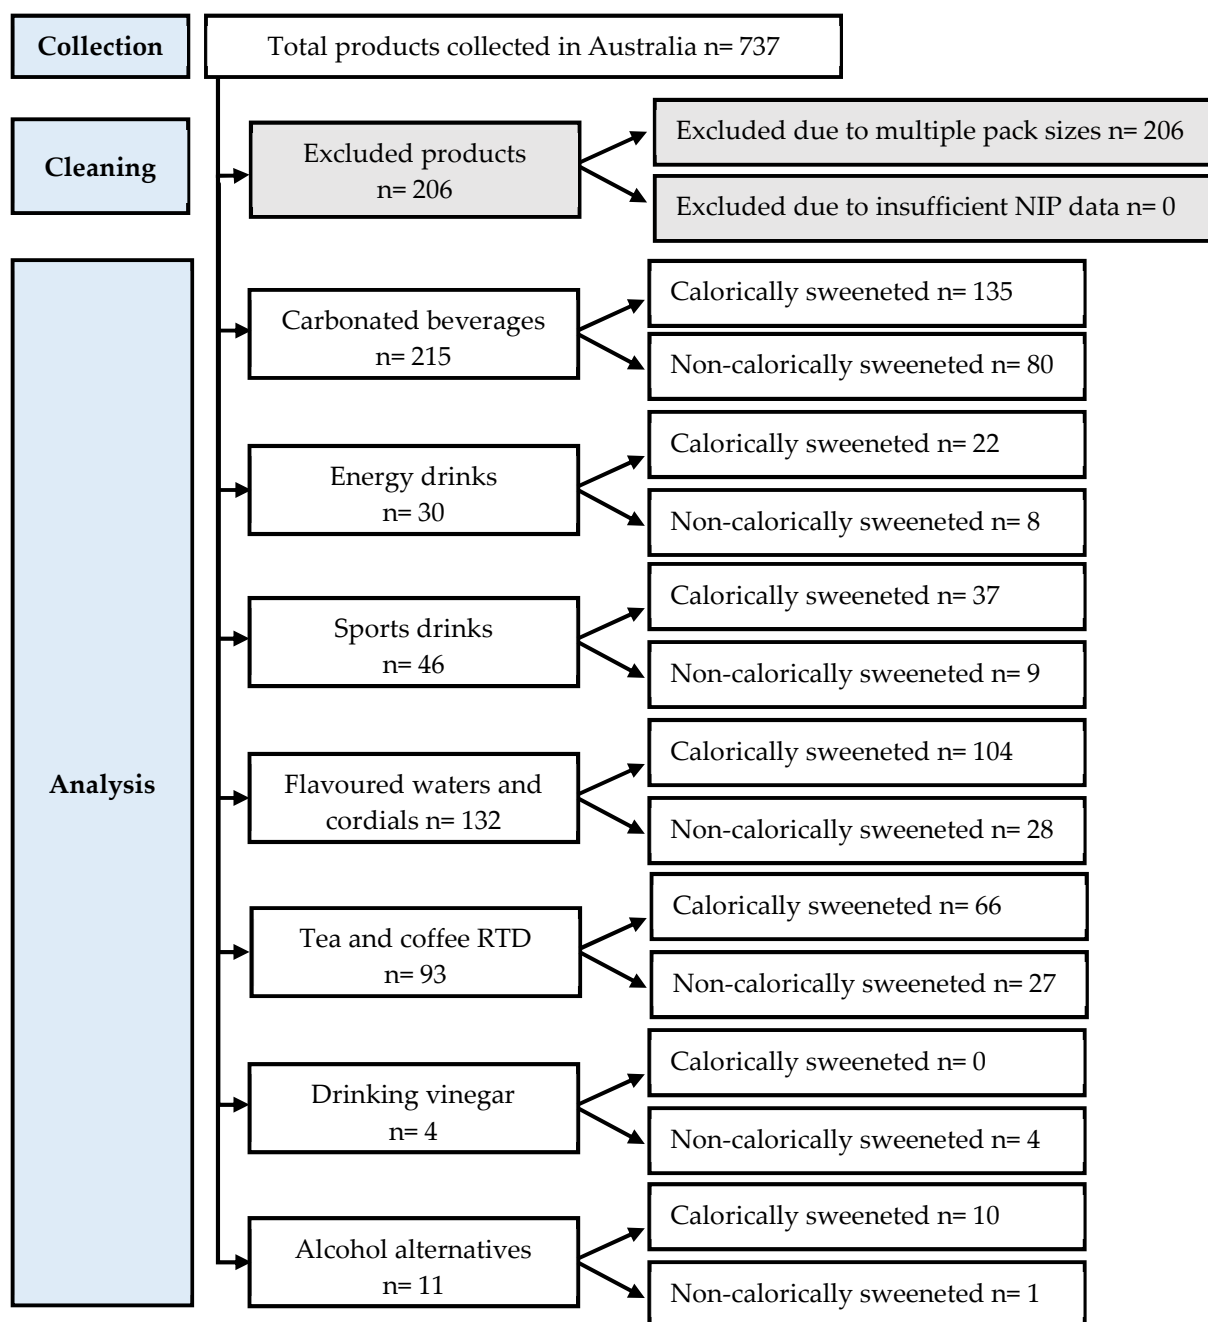 Collection
Total products collected in Australia n= 737
Cleaning
Excluded products
n= 206
Excluded due to multiple pack sizes n= 206
Excluded due to insufficient NIP data n= 0
Analysis
Carbonated beverages
n= 215
Calorically sweeneted n= 135
Non-calorically sweeneted n= 80
Energy drinks
n= 30
Calorically sweeneted n= 22
Non-calorically sweeneted n= 8
Sports drinks
n= 46
Calorically sweeneted n= 37
Non-calorically sweeneted n= 9
Flavoured waters and
cordials n= 132
Calorically sweeneted n= 104
Non-calorically sweeneted n= 28
Tea and coffee RTD
n= 93
Calorically sweeneted n= 66
Non-calorically sweeneted n= 27
Drinking vinegar
n= 4
Calorically sweeneted n= 0
Non-calorically sweeneted n= 4
Alcohol alternatives
n= 11
Calorically sweeneted n= 10
Non-calorically sweeneted n= 1